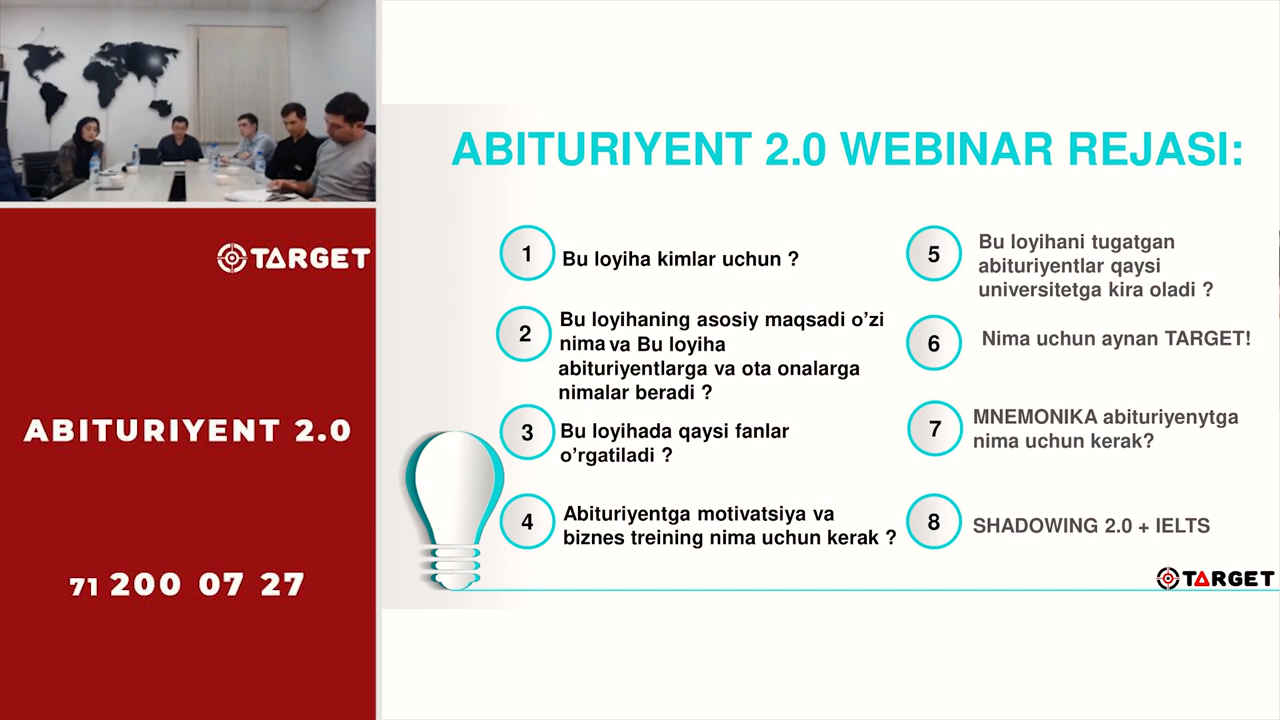 TARGET
ABITURIYENT 2.0
71 200 07 27
ABITURIYENT 2.0 WEBINAR REJASI:
1
Bu loyiha kimlar uchun ?
2
Bu loyihaning asosiy maqsadi o’zi
nima va Bu loyiha
abituriyentlarga va ota onalarga
nimalar beradi ?
3
Bu loyihada qaysi fanlar
o’rgatiladi ?
4
Abituriyentga motivatsiya va
biznes treining nima uchun kerak ?
5
Bu loyihani tugatgan
abituriyentlar qaysi
universitetga kira oladi ?
6
Nima uchun aynan TARGET!
7
MNEMONIKA abituriyenytga
nima uchun kerak?
8
SHADOWING 2.0 + IELTS
TARGET